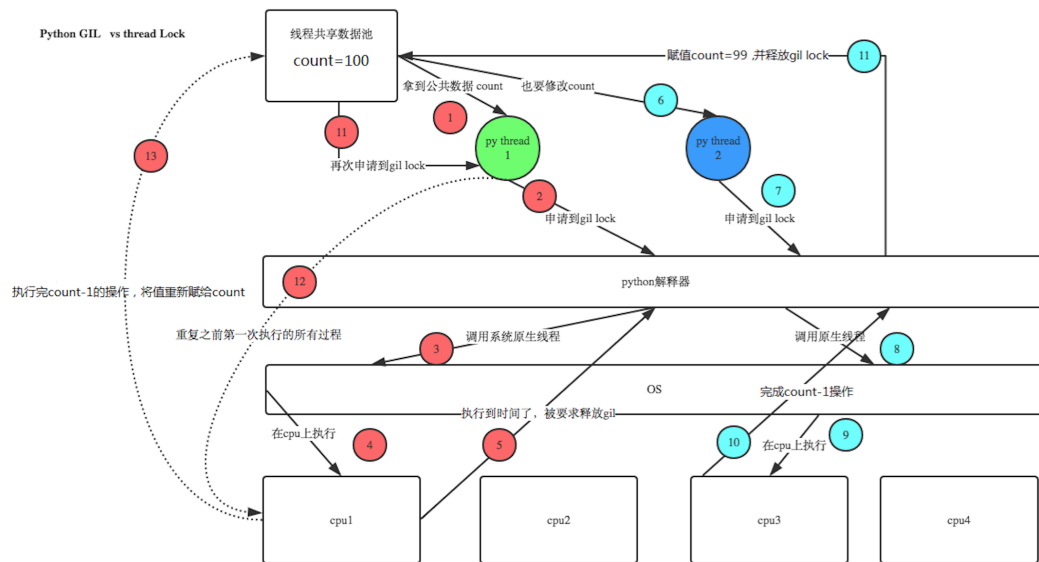 Python GIL vs thread Lock
线程共享数据池
count=100
赋值count=99 ,并释放gil lock
11
拿到公共数据 count
也要修改count
6
1
11
13
py thread
1
py thread
2
再次申请到gil lock
2
7
申请到gil lock
申请到gil lock
12
python解释器
执行完count-1的操作，将值重新赋给count
重复之前第一次执行的所有过程
3
调用系统原生线程
调用原生线程
8
OS
完成count-1操作
执行到时间了，被要求释放gil
在cpu上执行
4
5
10
在cpu上执行
9
cpu1
cpu2
cpu3
cpu4